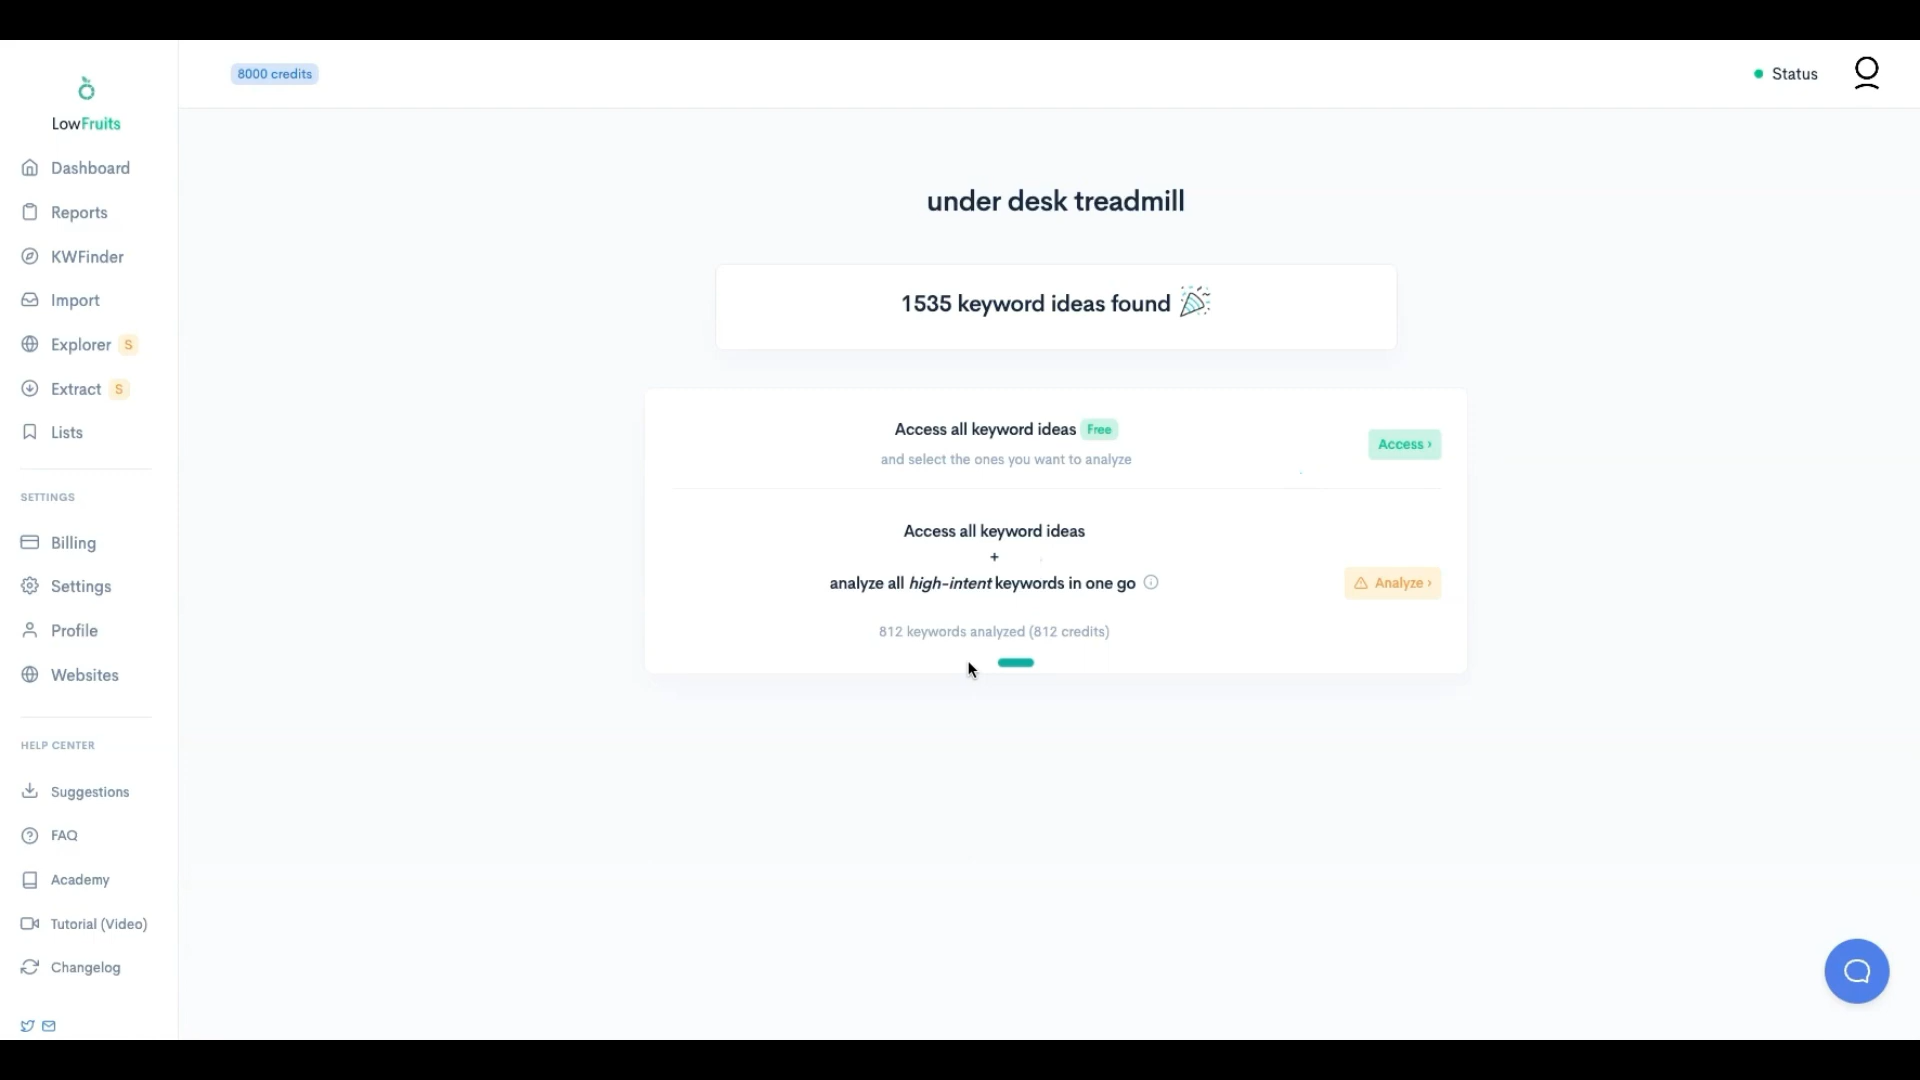 8000 credits
Status
LowFruits
Dashboard
Reports
KWFinder
Import
Explorer S
Extract S
Lists
SETTINGS
Billing
Settings
Profile
Websites
HELP CENTER
Suggestions
FAQ
Academy
Tutorial (Video)
Changelog
under desk treadmill
1535 keyword ideas found
Access all keyword ideas Free
and select the ones you want to analyze
Access ›
Access all keyword ideas
+
analyze all high-intent keywords in one go
Analyze ›
812 keywords analyzed (812 credits)